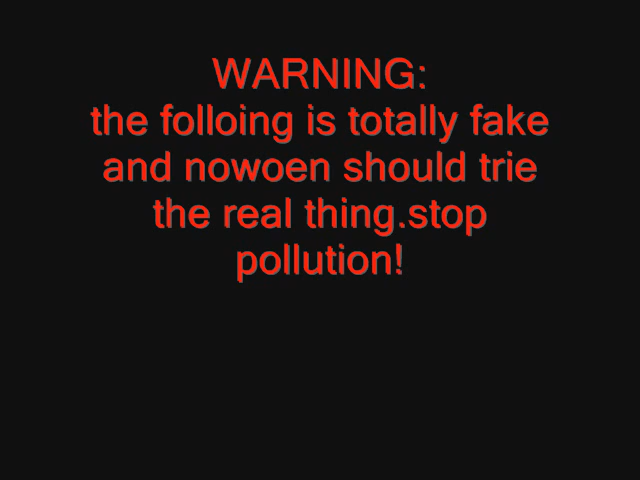 WARNING:
the folloing is totally fake
and nowoen should trie
the real thing.stop
pollution!